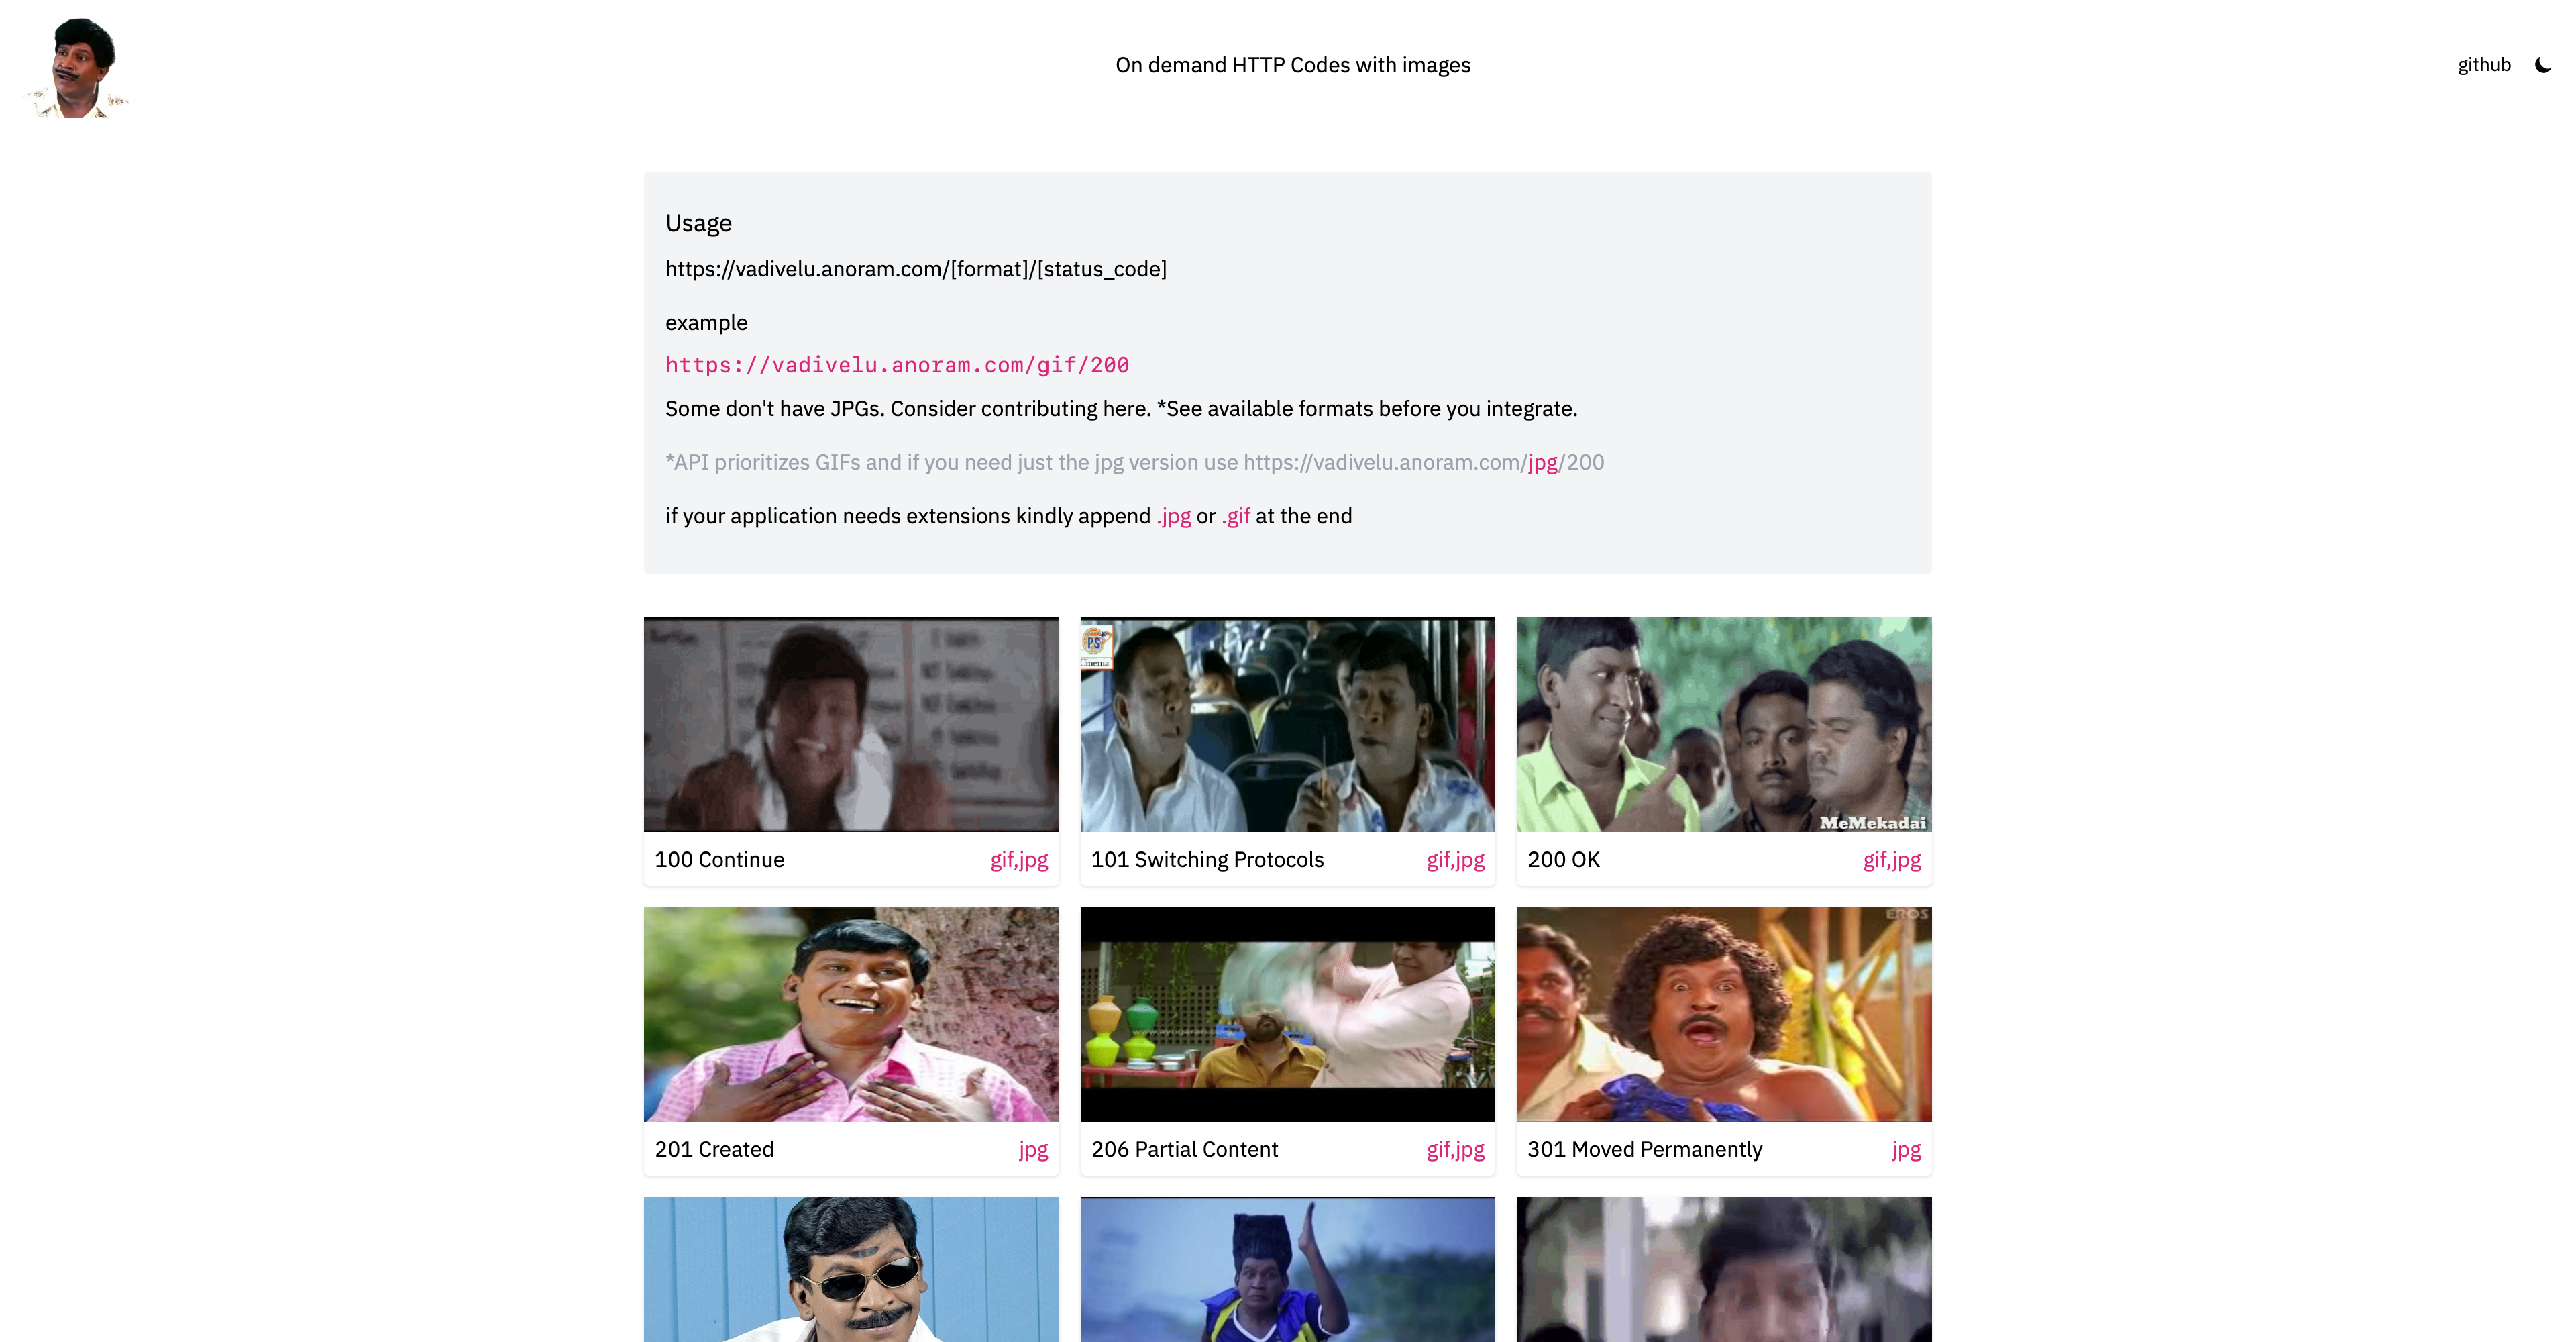 On demand HTTP Codes with images
github
Usage
https://vadivelu.anoram.com/[format]/[status_code]
example
https://vadivelu.anoram.com/gif/200
Some don't have JPGs. Consider contributing here. *See available formats before you integrate.
*API prioritizes GIFs and if you need just the jpg version use https://vadivelu.anoram.com/jpg/200
if your application needs extensions kindly append .jpg or .gif at the end
PS
Cinema
MeMekadai
100 Continue gif,jpg
101 Switching Protocols gif,jpg
200 OK gif,jpg
EROS
201 Created jpg
206 Partial Content gif,jpg
301 Moved Permanently jpg